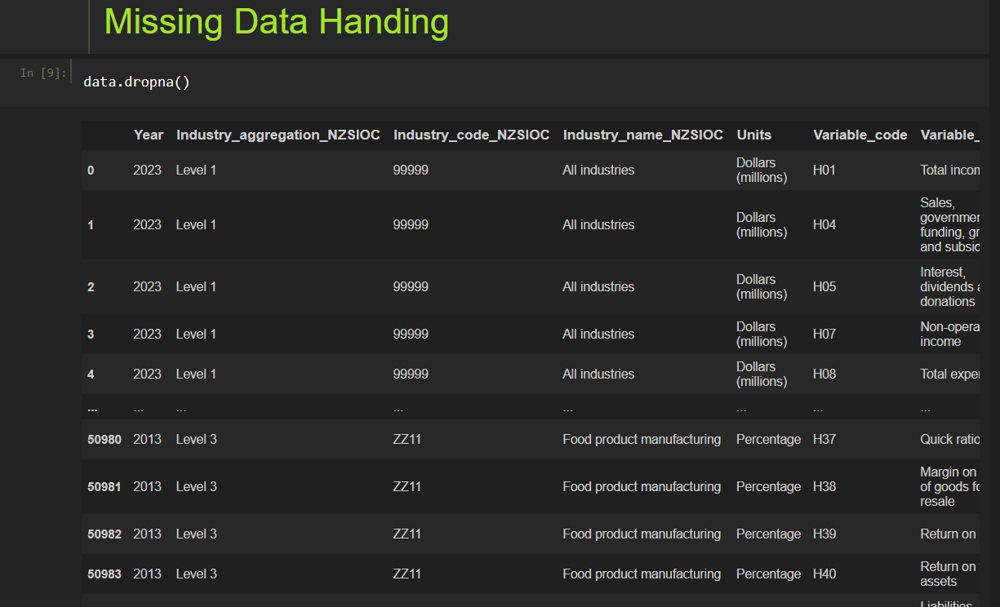 Missing Data Handing
In [9]:
data.dropna()
Year Industry_aggregation_NZSIOC Industry_code_NZSIOC Industry_name_NZSIOC Units Variable_code Variable_
0 2023 Level 1 99999 All industries Dollars (millions) H01 Total incom
1 2023 Level 1 99999 All industries Dollars (millions) H04 Sales, governmen funding, gr and subsid
2 2023 Level 1 99999 All industries Dollars (millions) H05 Interest, dividends a donations
3 2023 Level 1 99999 All industries Dollars (millions) H07 Non-opera income
4 2023 Level 1 99999 All industries Dollars (millions) H08 Total expen
... ... ... ... ... ... ... ...
50980 2013 Level 3 ZZ11 Food product manufacturing Percentage H37 Quick ratio
50981 2013 Level 3 ZZ11 Food product manufacturing Percentage H38 Margin on of goods fo resale
50982 2013 Level 3 ZZ11 Food product manufacturing Percentage H39 Return on
50983 2013 Level 3 ZZ11 Food product manufacturing Percentage H40 Return on assets
Liabilities